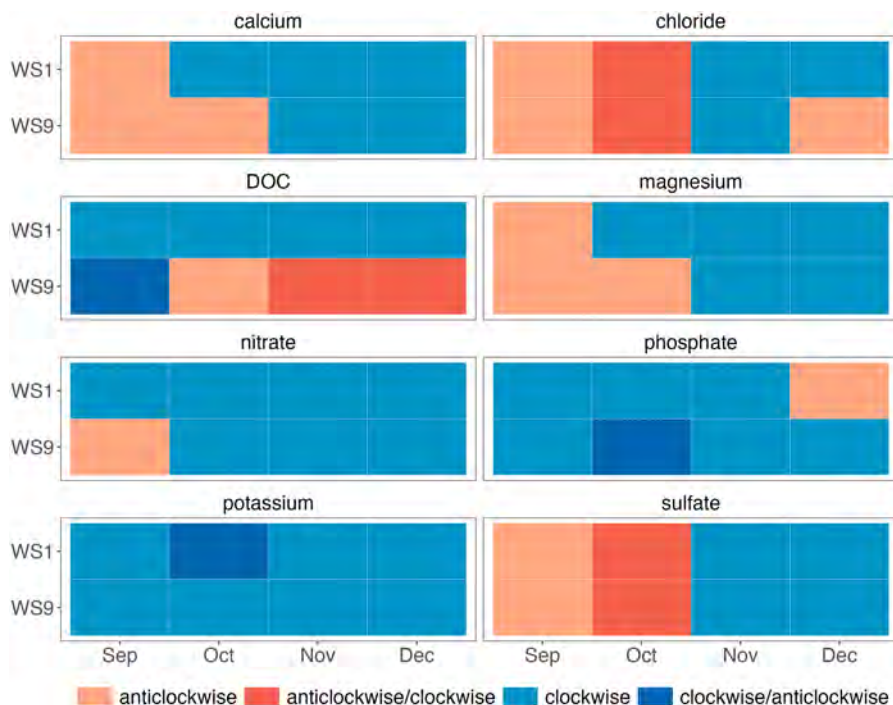 calcium chloride
WS1
WS9
DOC magnesium
WS1
WS9
nitrate phosphate
WS1
WS9
potassium sulfate
WS1
WS9
Sep Oct Nov Dec Sep Oct Nov Dec
anticlockwise anticlockwise/clockwise clockwise clockwise/anticlockwise